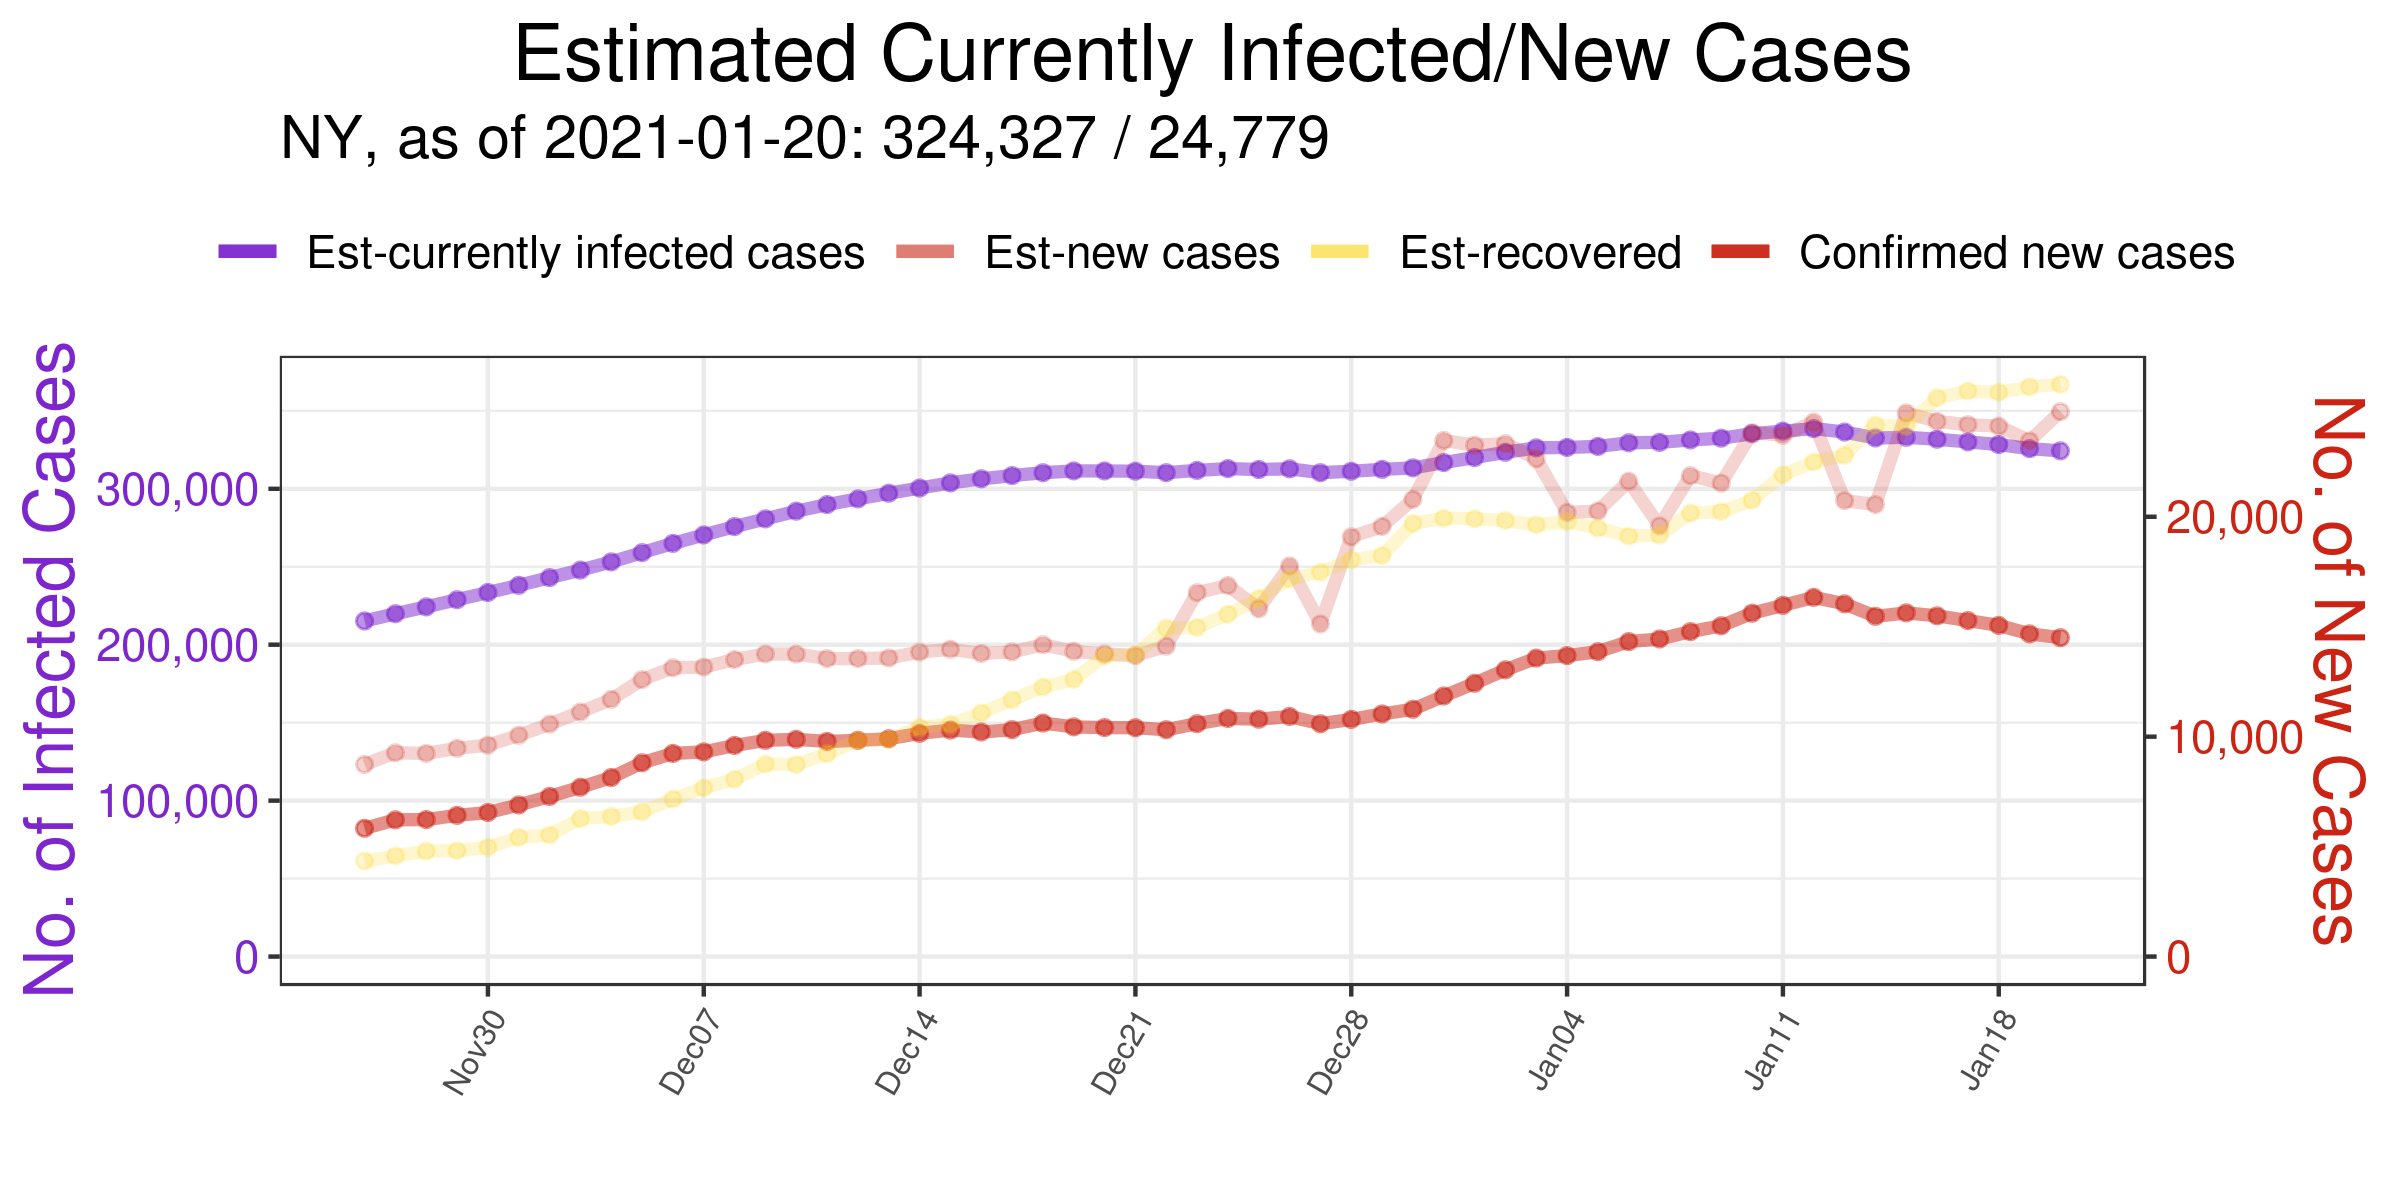 Estimated Currently Infected/New Cases
NY, as of 2021-01-20: 324,327 / 24,779
Est-currently infected cases Est-new cases Est-recovered Confirmed new cases
No. of Infected Cases
300,000
200,000
100,000
0
20,000
10,000
0
No. of New Cases
Nov30 Dec07 Dec14 Dec21 Dec28 Jan04 Jan11 Jan18